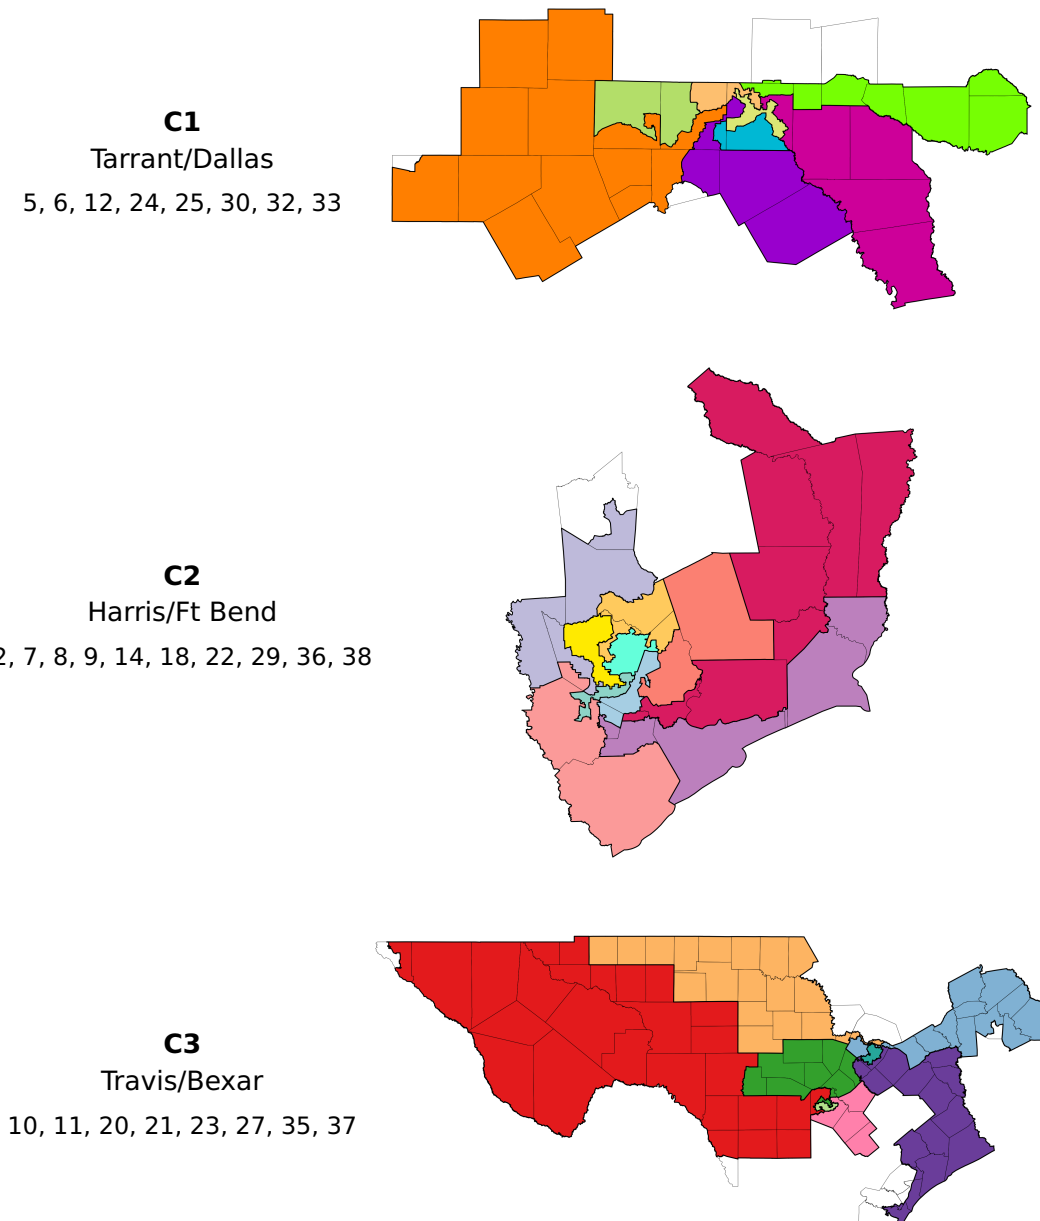 C1
Tarrant/Dallas
5, 6, 12, 24, 25, 30, 32, 33
C2
Harris/Ft Bend
2, 7, 8, 9, 14, 18, 22, 29, 36, 38
C3
Travis/Bexar
10, 11, 20, 21, 23, 27, 35, 37